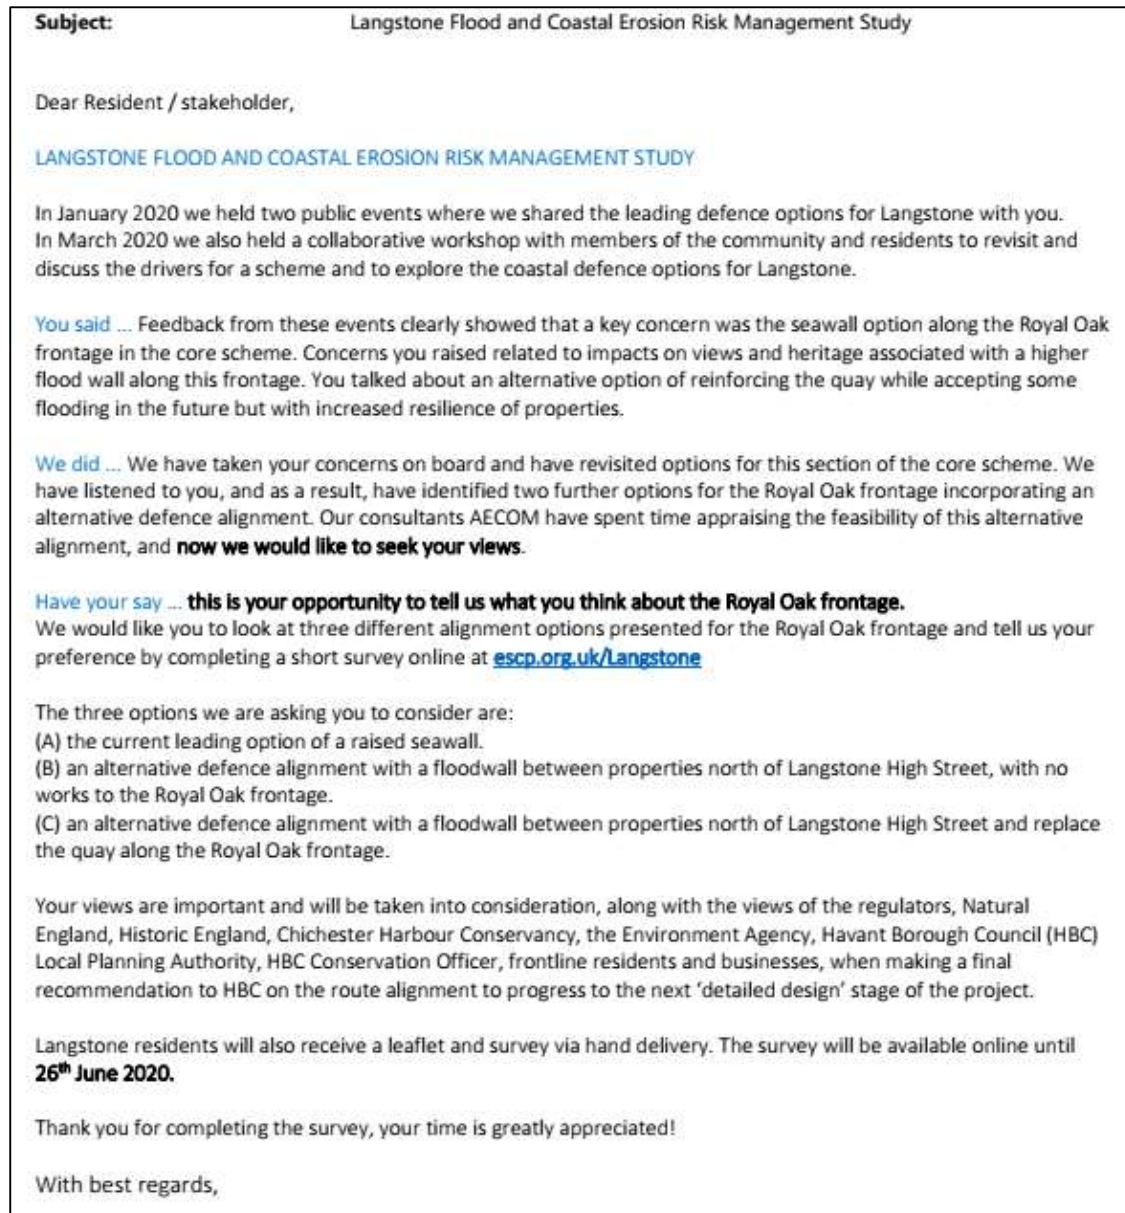 Subject: Langstone Flood and Coastal Erosion Risk Management Study
Dear Resident / stakeholder,
LANGSTONE FLOOD AND COASTAL EROSION RISK MANAGEMENT STUDY
In January 2020 we held two public events where we shared the leading defence options for Langstone with you.
In March 2020 we also held a collaborative workshop with members of the community and residents to revisit and
discuss the drivers for a scheme and to explore the coastal defence options for Langstone.
You said ... Feedback from these events clearly showed that a key concern was the seawall option along the Royal Oak
frontage in the core scheme. Concerns you raised related to impacts on views and heritage associated with a higher
flood wall along this frontage. You talked about an alternative option of reinforcing the quay while accepting some
flooding in the future but with increased resilience of properties.
We did ... We have taken your concerns on board and have revisited options for this section of the core scheme. We
have listened to you, and as a result, have identified two further options for the Royal Oak frontage incorporating an
alternative defence alignment. Our consultants AECOM have spent time appraising the feasibility of this alternative
alignment, and now we would like to seek your views.
Have your say ... this is your opportunity to tell us what you think about the Royal Oak frontage.
We would like you to look at three different alignment options presented for the Royal Oak frontage and tell us your
preference by completing a short survey online at escp.org.uk/Langstone
The three options we are asking you to consider are:
(A) the current leading option of a raised seawall.
(B) an alternative defence alignment with a floodwall between properties north of Langstone High Street, with no
works to the Royal Oak frontage.
(C) an alternative defence alignment with a floodwall between properties north of Langstone High Street and replace
the quay along the Royal Oak frontage.
Your views are important and will be taken into consideration, along with the views of the regulators, Natural
England, Historic England, Chichester Harbour Conservancy, the Environment Agency, Havant Borough Council (HBC)
Local Planning Authority, HBC Conservation Officer, frontline residents and businesses, when making a final
recommendation to HBC on the route alignment to progress to the next ‘detailed design’ stage of the project.
Langstone residents will also receive a leaflet and survey via hand delivery. The survey will be available online until
26th June 2020.
Thank you for completing the survey, your time is greatly appreciated!
With best regards,